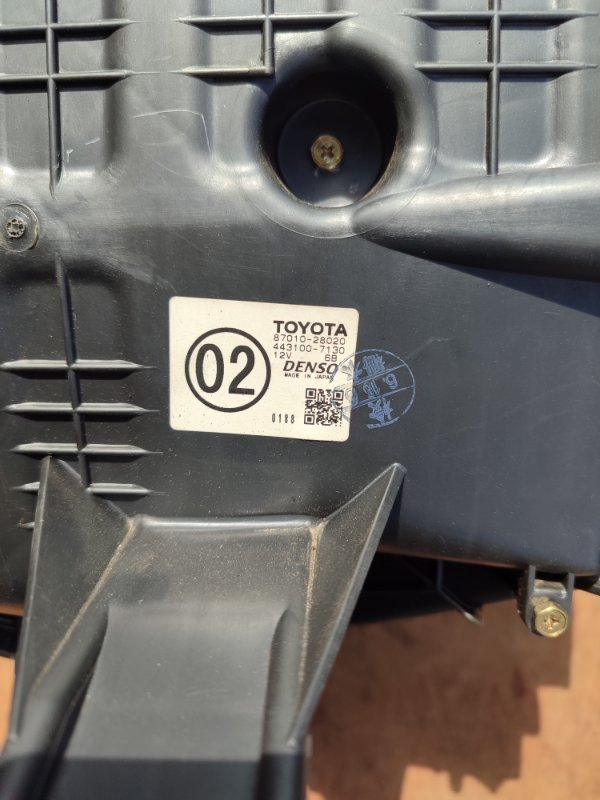 02
TOYOTA
87010-28020
443100-7130
12V 6B
DENSO
MADE IN JAPAN
0188